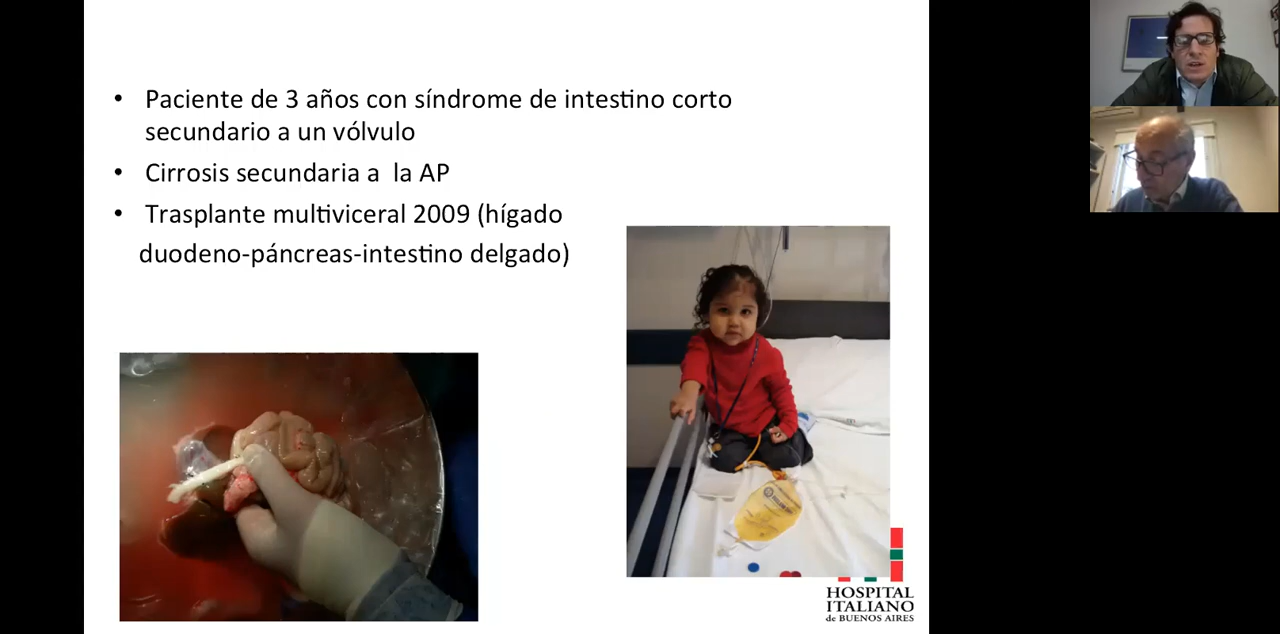 • Paciente de 3 años con síndrome de intestino corto
secundario a un vólvulo
• Cirrosis secundaria a la AP
• Trasplante multiviceral 2009 (hígado
duodeno-páncreas-intestino delgado)
HOSPITAL
ITALIANO
de BUENOS AIRES